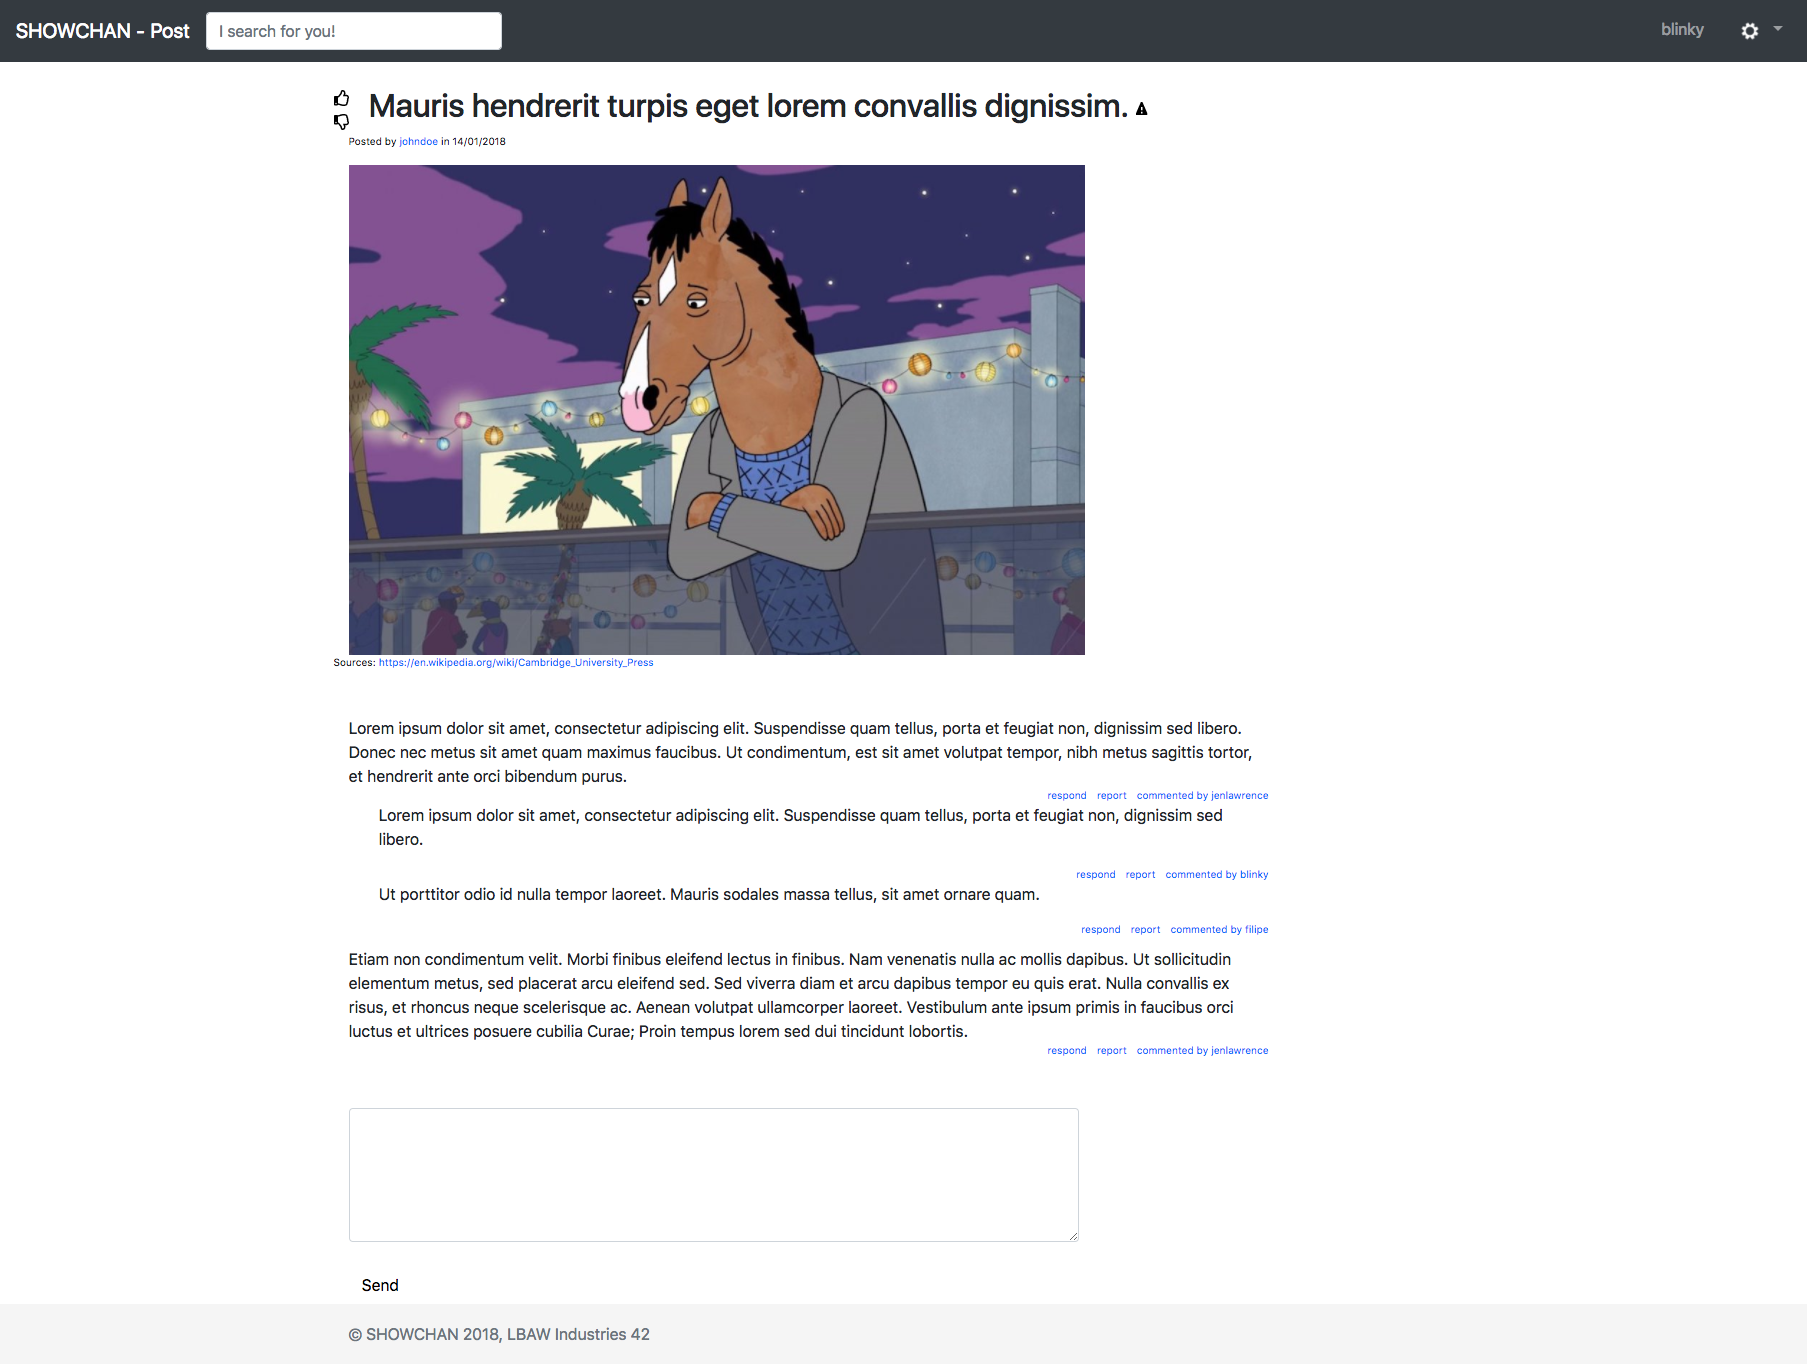 SHOWCHAN - Post
I search for you!
blinky
Mauris hendrerit turpis eget lorem convallis dignissim.
Posted by johndoe in 14/01/2018
Sources: https://en.wikipedia.org/wiki/Cambridge_University_Press
Lorem ipsum dolor sit amet, consectetur adipiscing elit. Suspendisse quam tellus, porta et feugiat non, dignissim sed libero.
Donec nec metus sit amet quam maximus faucibus. Ut condimentum, est sit amet volutpat tempor, nibh metus sagittis tortor,
et hendrerit ante orci bibendum purus.
respond report commented by jenlawrence
Lorem ipsum dolor sit amet, consectetur adipiscing elit. Suspendisse quam tellus, porta et feugiat non, dignissim sed
libero.
respond report commented by blinky
Ut porttitor odio id nulla tempor laoreet. Mauris sodales massa tellus, sit amet ornare quam.
respond report commented by filipe
Etiam non condimentum velit. Morbi finibus eleifend lectus in finibus. Nam venenatis nulla ac mollis dapibus. Ut sollicitudin
elementum metus, sed placerat arcu eleifend sed. Sed viverra diam et arcu dapibus tempor eu quis erat. Nulla convallis ex
risus, et rhoncus neque scelerisque ac. Aenean volutpat ullamcorper laoreet. Vestibulum ante ipsum primis in faucibus orci
luctus et ultrices posuere cubilia Curae; Proin tempus lorem sed dui tincidunt lobortis.
respond report commented by jenlawrence
Send
© SHOWCHAN 2018, LBAW Industries 42